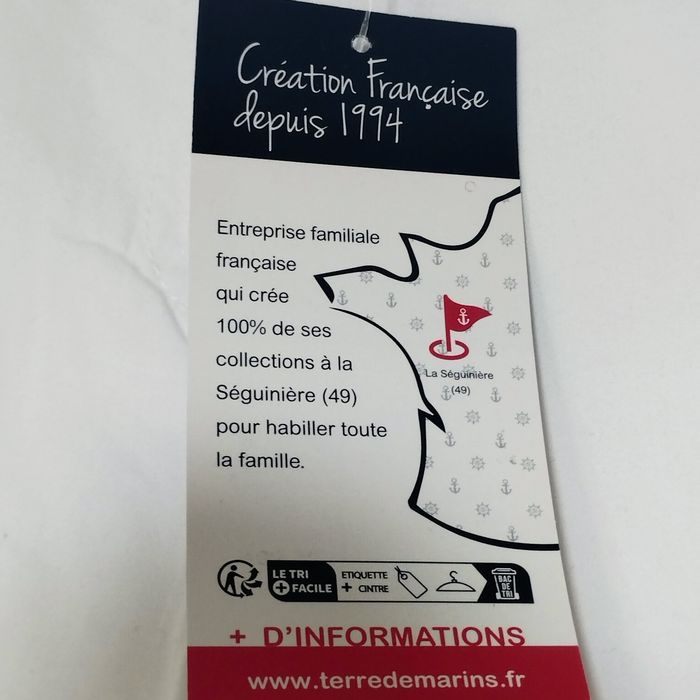 Création Française
depuis 1994
Entreprise familiale
française
qui crée
100% de ses
collections à la
Séguinière (49)
pour habiller toute
la famille.
La Séguinière
(49)
LE TRI
+ FACILE
ETIQUETTE
+ CINTRE
BAC
DE
TRI
+ D'INFORMATIONS
www.terredemarins.fr